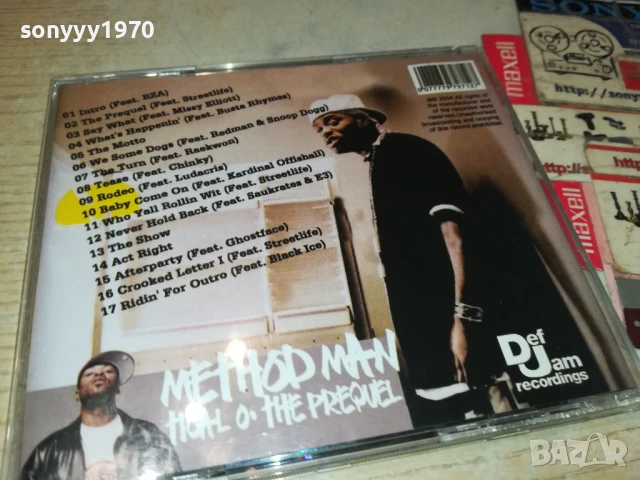 sonyyy1970
01 Intro (Feat. RZA)
02 The Prequel (Feat. Streetlife)
03 Say What (Feat. Missy Elliott)
04 What's Happenin' (Feat. Busta Rhymes)
05 The Motto
06 We Some Dogs (Feat. Redman & Snoop Dogg)
07 The Turn (Feat. Raekwon)
08 Tease (Feat. Chinky)
09 Rodeo (Feat. Ludacris)
10 Baby Come On (Feat. Kardinal Offishall)
11 Who Yall Rollin Wit (Feat. Streetlife)
12 Never Hold Back (Feat. Saukrates & E3)
13 The Show
14 Act Right
15 Afterparty (Feat. Ghostface)
16 Crooked Letter I (Feat. Streetlife)
17 Ridin' For Outro (Feat. Black Ice)
METHOD MAN
TICAL 0: THE PREQUEL
Def
Jam
recordings
SONY
maxell
maxell
http://s
BAZAR.bg